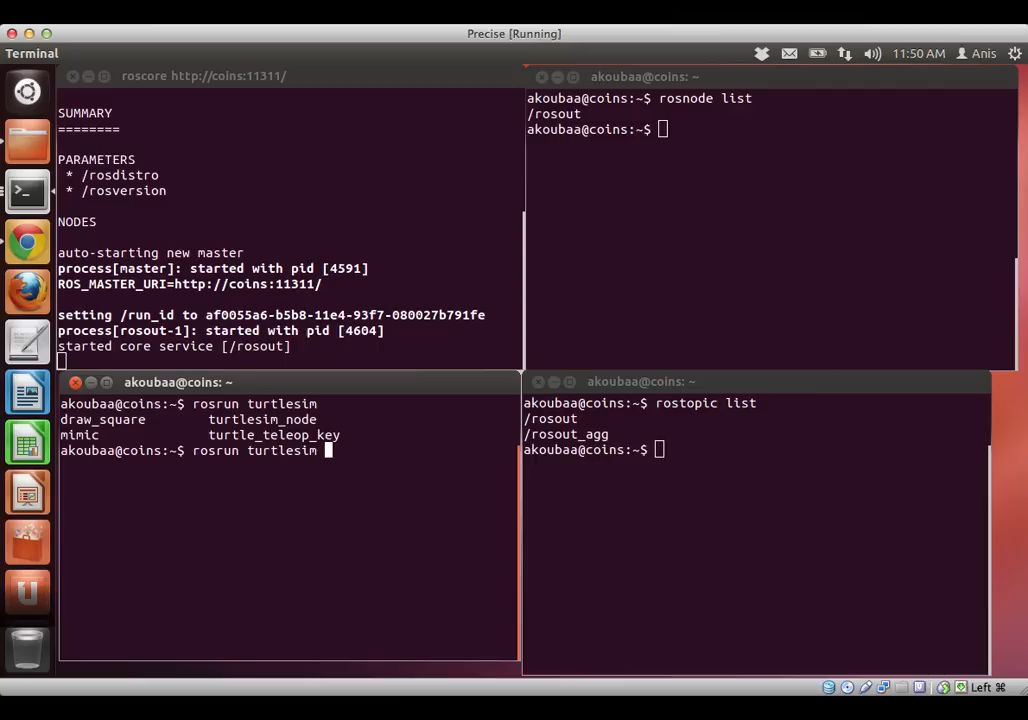 Precise [Running]
Terminal
11:50 AM
Anis
roscore http://coins:11311/
SUMMARY
========
PARAMETERS
* /rosdistro
* /rosversion
NODES
auto-starting new master
process[master]: started with pid [4591]
ROS_MASTER_URI=http://coins:11311/
setting /run_id to af0055a6-b5b8-11e4-93f7-080027b791fe
process[rosout-1]: started with pid [4604]
started core service [/rosout]
akoubaa@coins: ~
akoubaa@coins:~$ rosnode list
/rosout
akoubaa@coins:~$
akoubaa@coins: ~
akoubaa@coins:~$ rosrun turtlesim
draw_square turtlesim_node
mimic turtle_teleop_key
akoubaa@coins:~$ rosrun turtlesim
akoubaa@coins: ~
akoubaa@coins:~$ rostopic list
/rosout
/rosout_agg
akoubaa@coins:~$
Left ⌘